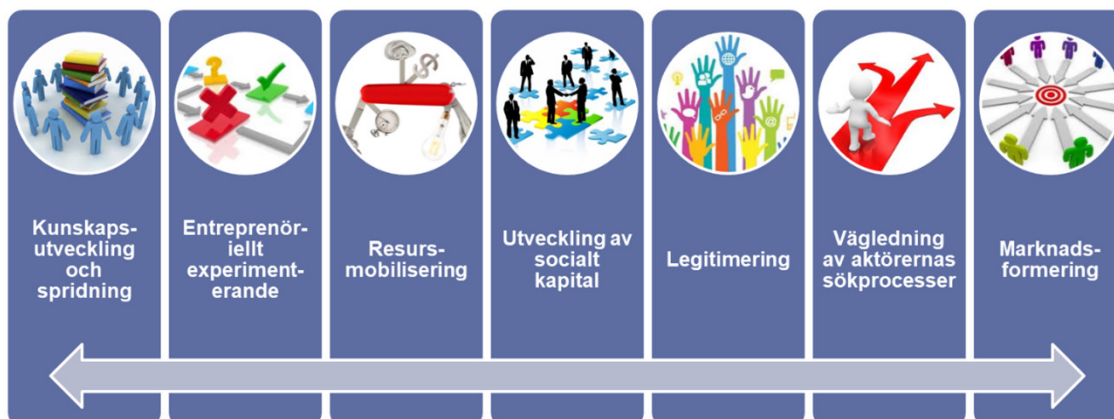 Kunskaps-
utveckling
och
spridning
Entreprenör-
iellt
experiment-
erande
Resurs-
mobilisering
Utveckling av
socialt
kapital
Legitimering
Vägledning
av aktörernas
sökprocesser
Marknads-
formering